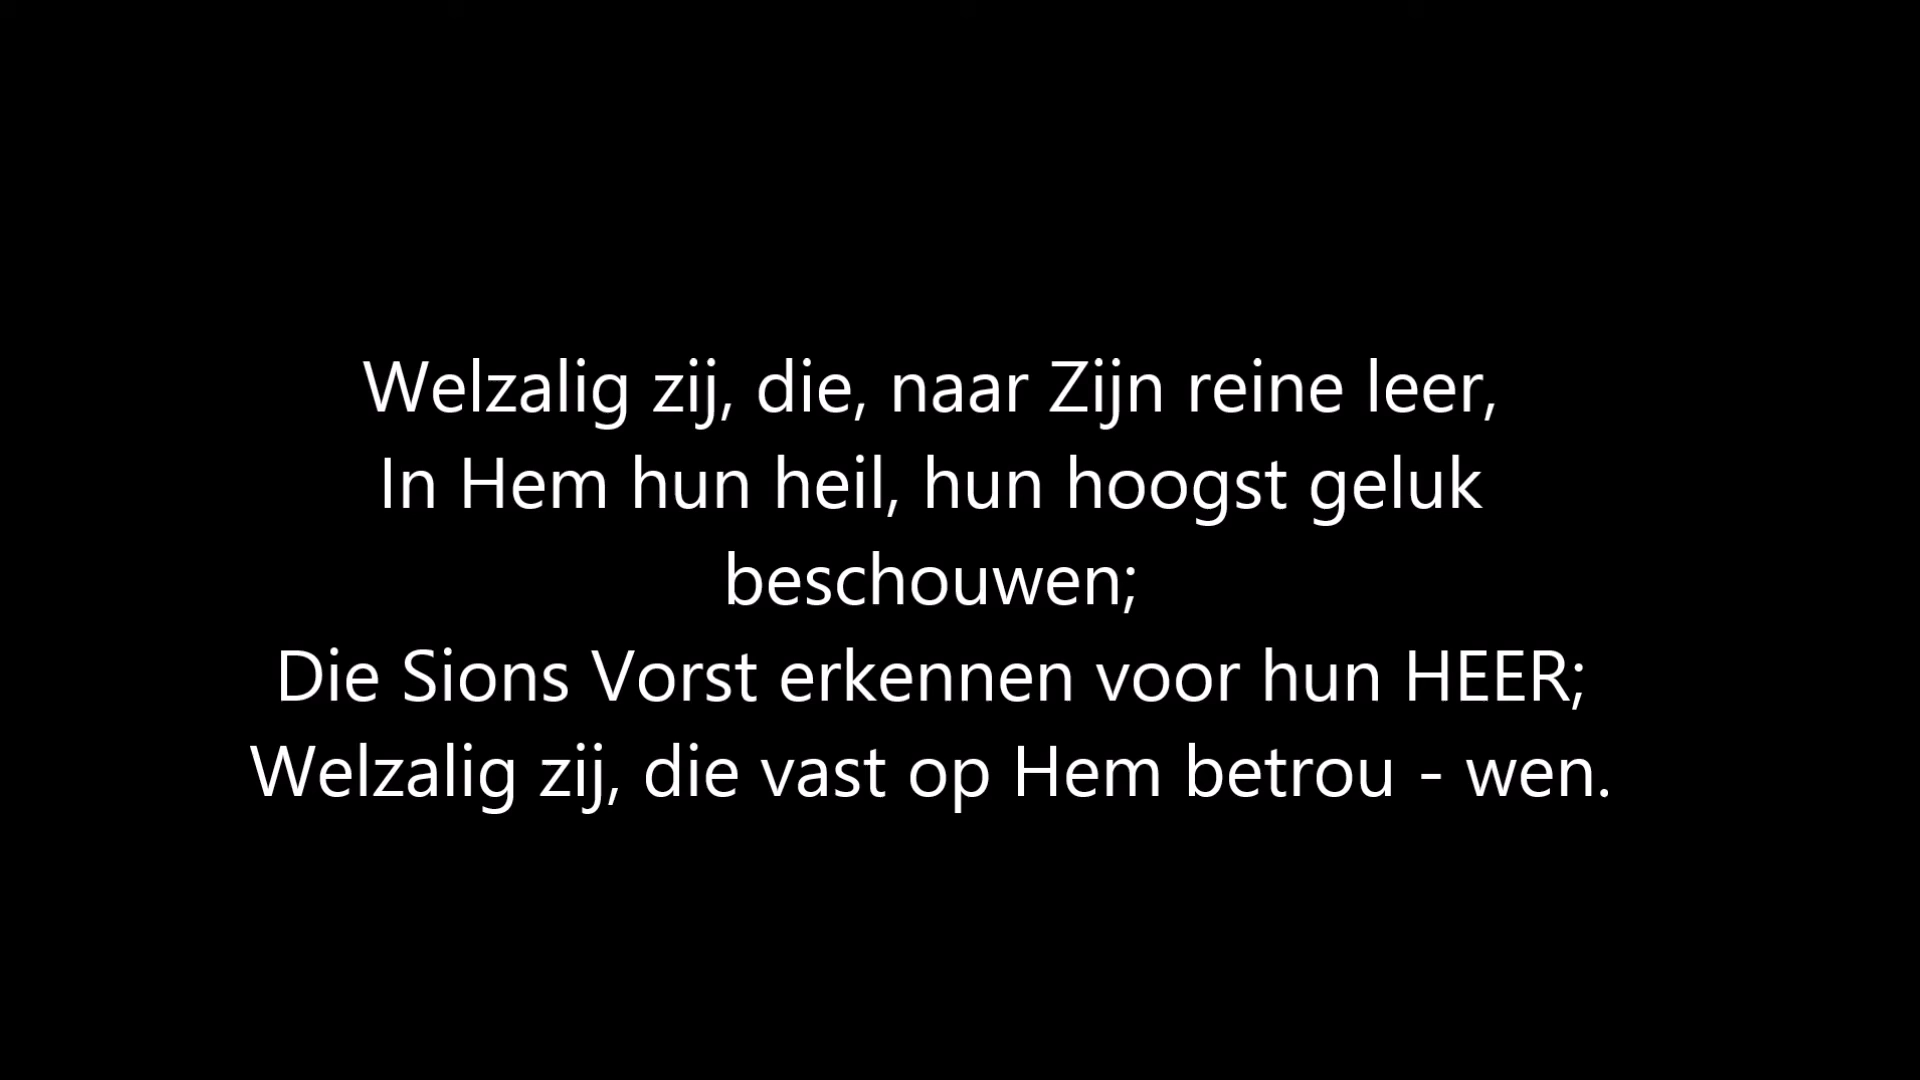 Welzalig zij, die, naar Zijn reine leer,
In Hem hun heil, hun hoogst geluk
beschouwen;
Die Sions Vorst erkennen voor hun HEER;
Welzalig zij, die vast op Hem betrou - wen.